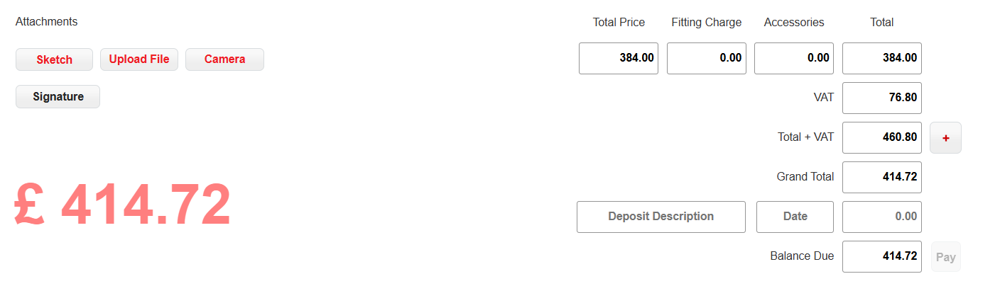 Attachments
Total Price Fitting Charge Accessories Total
Sketch Upload File Camera
384.00 0.00 0.00 384.00
Signature
VAT 76.80
Total + VAT 460.80 +
Grand Total 414.72
£ 414.72
Deposit Description Date 0.00
Balance Due 414.72 Pay